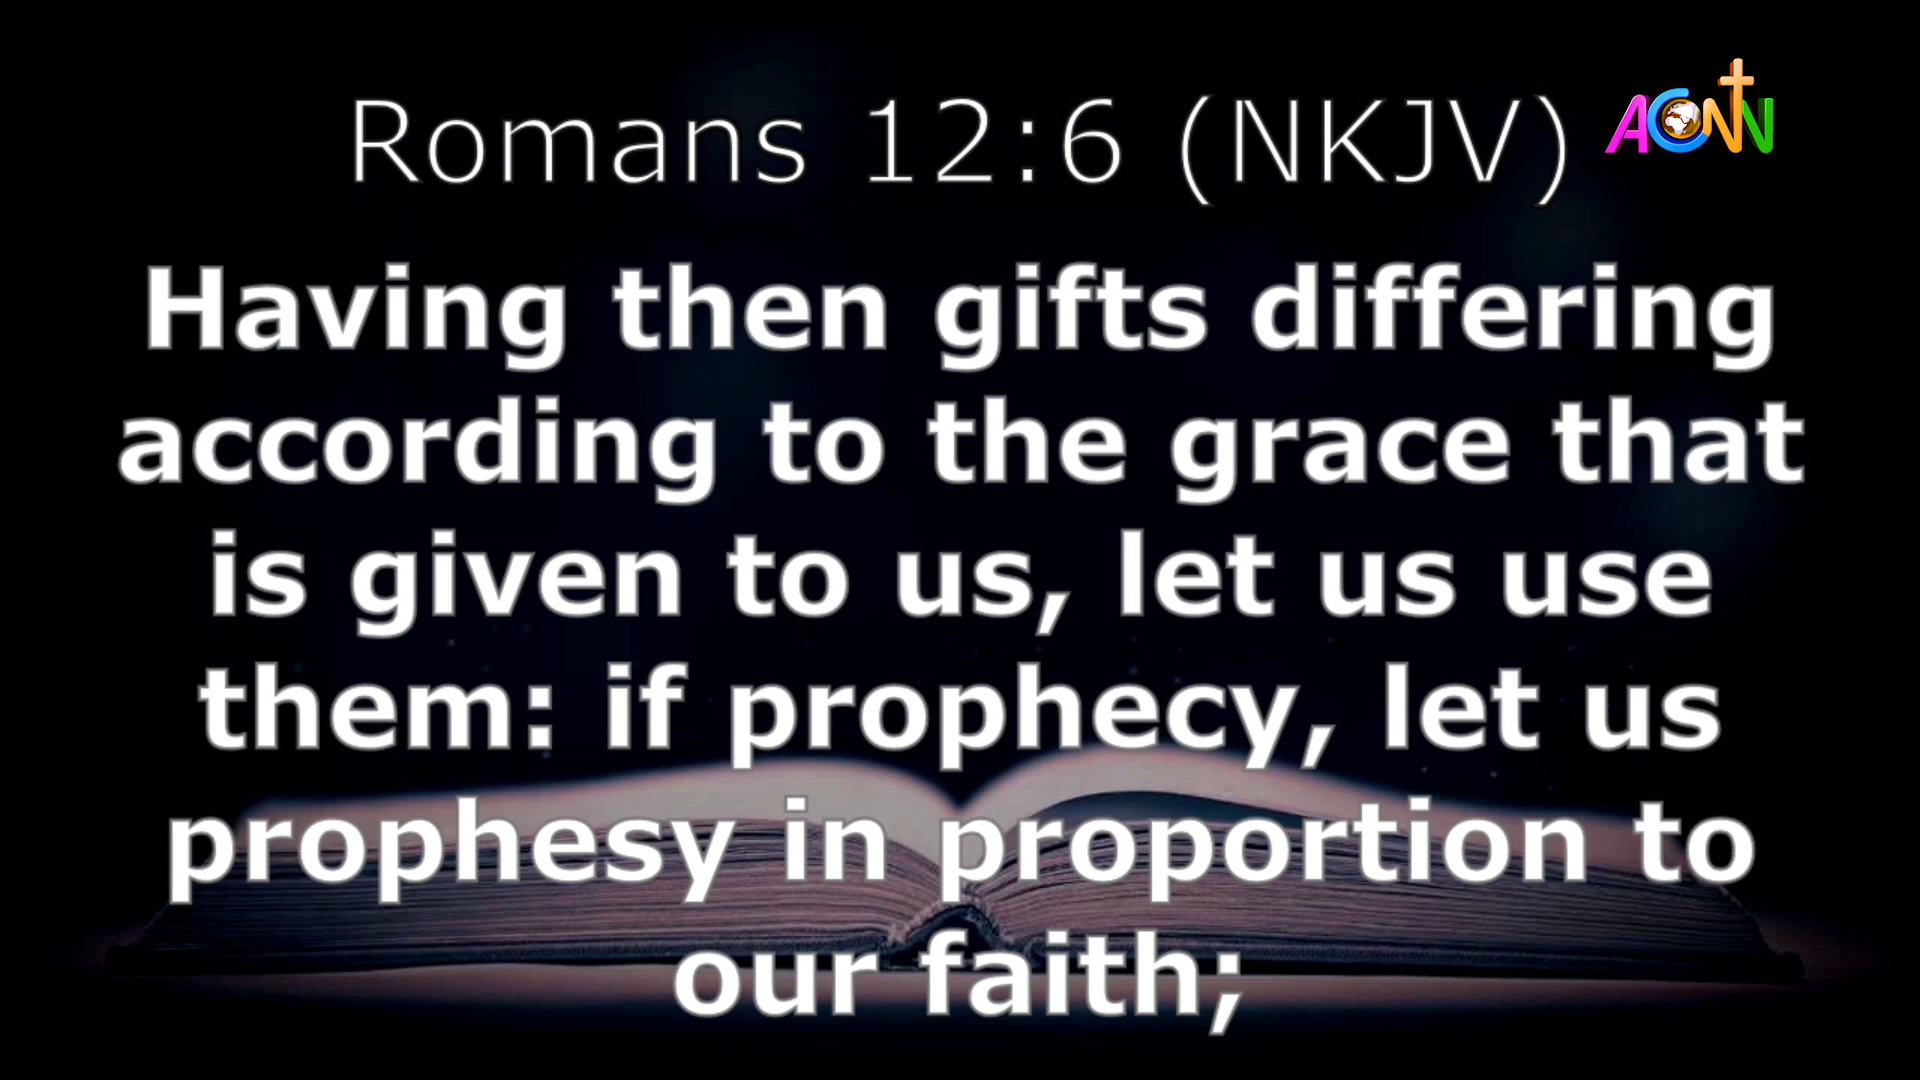 Romans 12:6 (NKJV)
ACNN
Having then gifts differing
according to the grace that
is given to us, let us use
them: if prophecy, let us
prophesy in proportion to
our faith;